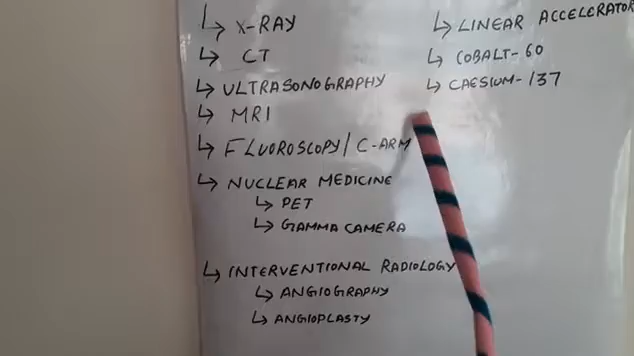 ↳ X-RAY
↳ CT
↳ ULTRASONOGRAPHY
↳ MRI
↳ FLUOROSCOPY / C-ARM
↳ NUCLEAR MEDICINE
↳ PET
↳ GAMMA CAMERA
↳ INTERVENTIONAL RADIOLOGY
↳ ANGIOGRAPHY
↳ ANGIOPLASTY
↳ LINEAR ACCELERATOR
↳ COBALT-60
↳ CAESIUM-137